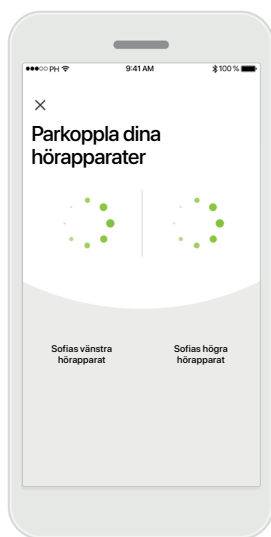 PH 9:41 AM 100 %
Parkoppla dina
hörapparater
Sofias vänstra
hörapparat
Sofias högra
hörapparat